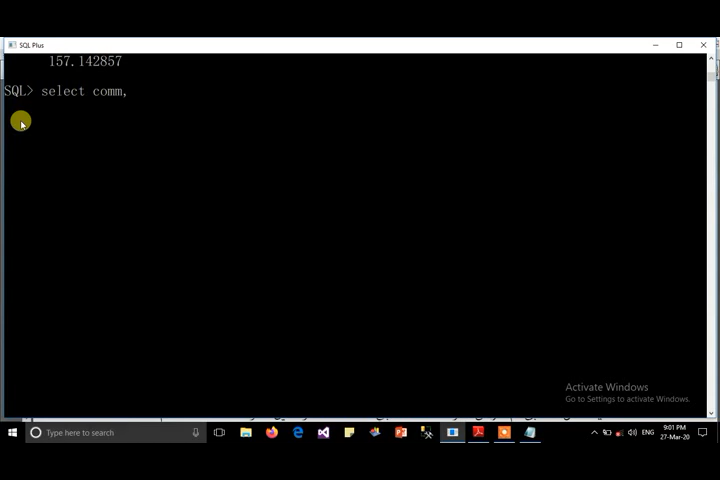 SQL Plus
157.142857
SQL> select comm,
Activate Windows
Go to Settings to activate Windows.
Type here to search
ENG
9:01 PM
27-Mar-20